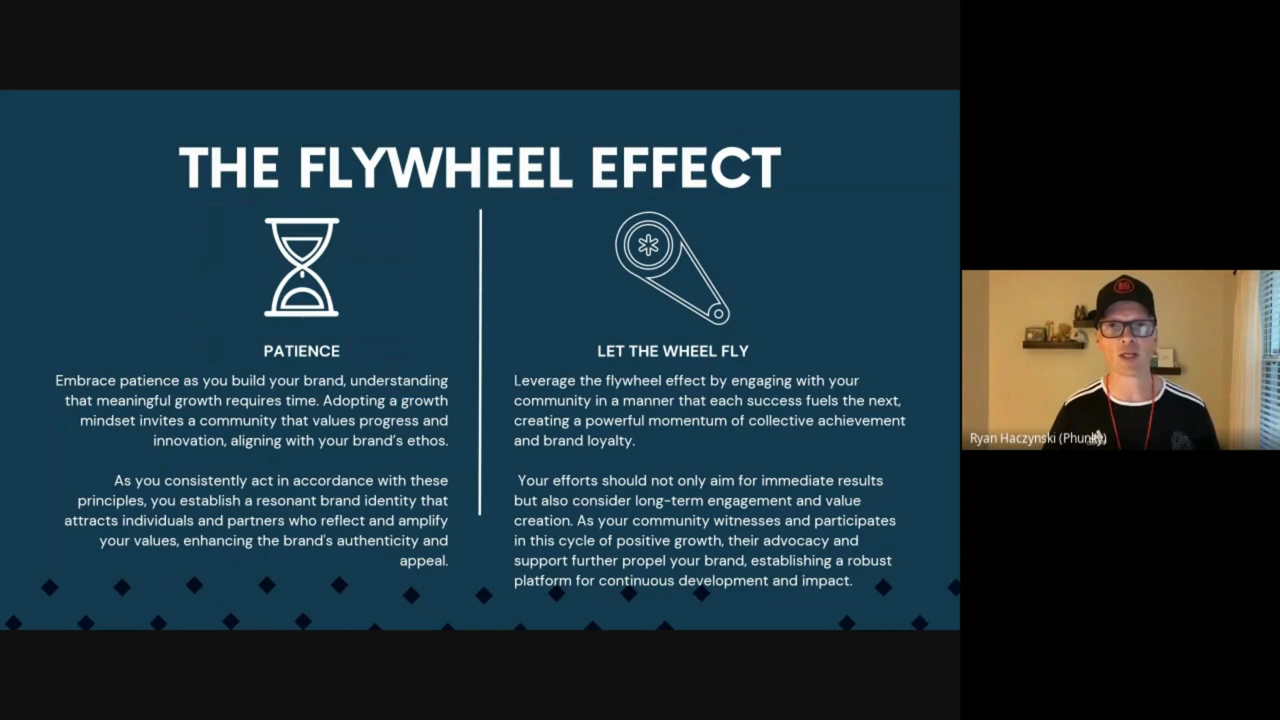 THE FLYWHEEL EFFECT
PATIENCE
Embrace patience as you build your brand, understanding
that meaningful growth requires time. Adopting a growth
mindset invites a community that values progress and
innovation, aligning with your brand’s ethos.
As you consistently act in accordance with these
principles, you establish a resonant brand identity that
attracts individuals and partners who reflect and amplify
your values, enhancing the brand's authenticity and
appeal.
LET THE WHEEL FLY
Leverage the flywheel effect by engaging with your
community in a manner that each success fuels the next,
creating a powerful momentum of collective achievement
and brand loyalty.
Your efforts should not only aim for immediate results
but also consider long-term engagement and value
creation. As your community witnesses and participates
in this cycle of positive growth, their advocacy and
support further propel your brand, establishing a robust
platform for continuous development and impact.
Ryan Haczynski (Phunky)